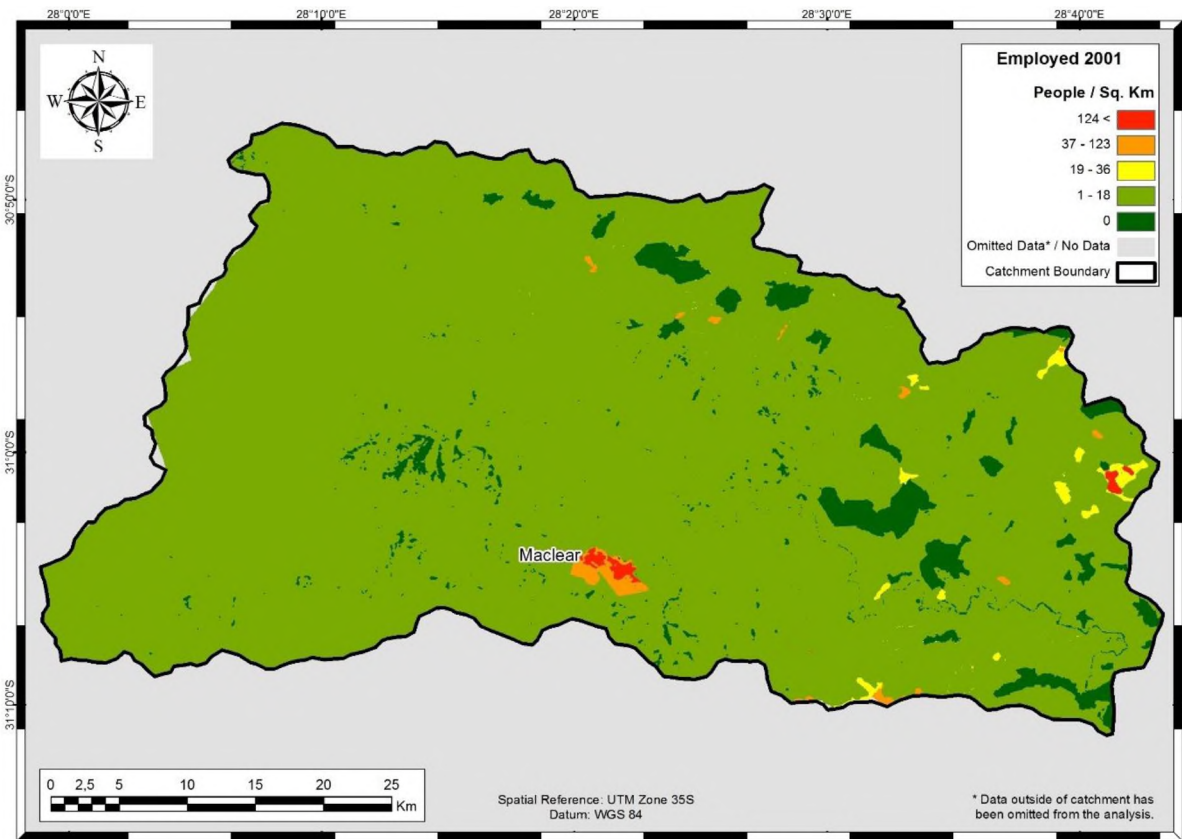 28°0'0"E
28°10'0"E
28°20'0"E
28°30'0"E
28°40'0"E
30°50'0"S
31°0'0"S
31°10'0"S
N
W
E
S
Employed 2001
People / Sq. Km
124 <
37 - 123
19 - 36
1 - 18
0
Omitted Data* / No Data
Catchment Boundary
Maclear
0 2,5 5 10 15 20 25
Km
Spatial Reference: UTM Zone 35S
Datum: WGS 84
* Data outside of catchment has
been omitted from the analysis.